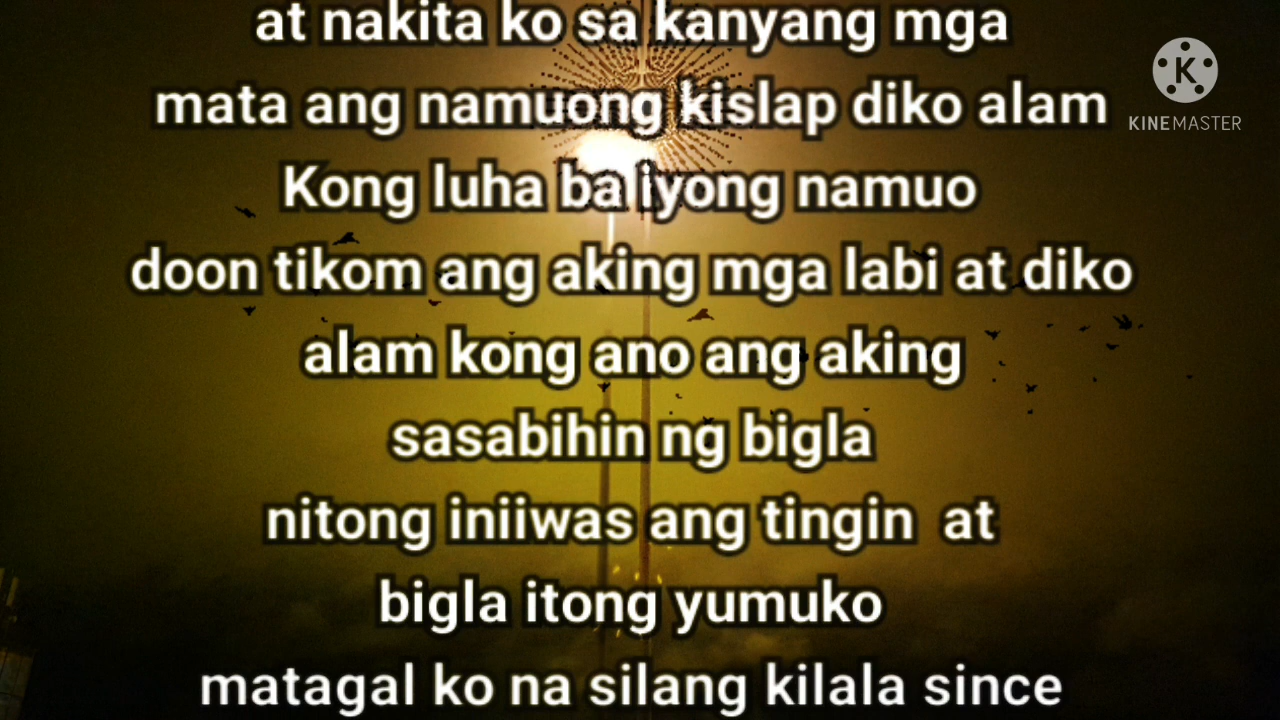 at nakita ko sa kanyang mga
mata ang namuong kislap diko alam
Kong luha ba iyong namuo
doon tikom ang aking mga labi at diko
alam kong ano ang aking
sasabihin ng bigla
nitong iniiwas ang tingin at
bigla itong yumuko
matagal ko na silang kilala since
K
KINEMASTER